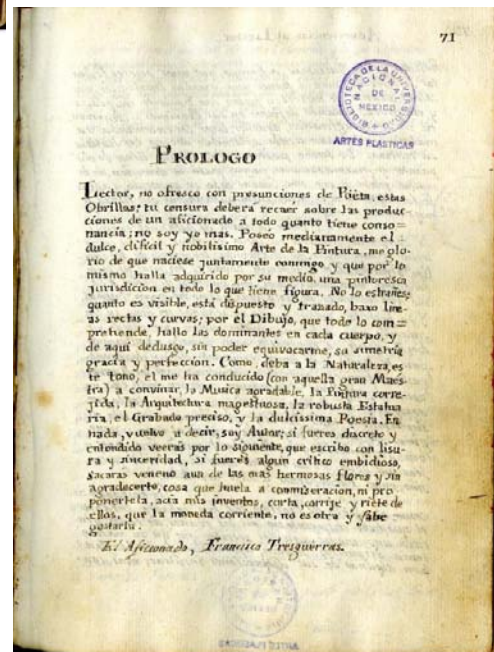 71
BIBLIOTECA DE LA UNIVERSIDAD NACIONAL DE MEXICO
ARTES PLASTICAS
PROLOGO
Lector, no ofresco con presunciones de Poëta, estas
Obrillas; tu censura deberá recaer sobre las produc-
ciones de un aficionado a todo quanto tiene conso-
nancia; no soy yo mas. Poseo medianamente el
dulce, dificil y nobilisimo Arte de la Pintura, me glo-
rio de que naciese juntamente conmigo y que por lo
mismo halla adquirido por su medio, una pintoresca
jurisdiccion en todo lo que tiene figura. No lo estrañes;
quanto es visible, está dispuesto y trazado, baxo line-
as rectas y curvas; por el Dibujo, que todo lo com=
prehende, hallo las dominantes en cada cuerpo, y
de aqui dedusgo, sin poder equivocarme, su simetria
gracia y perfeccion. Como, deba a la Naturaleza, es
te tono, el me ha conducido (con aquella gran Maes-
tra) a convinar, la Musica agradable, la Pintura corre-
jida, la Arquitectura magestuosa, la robusta Estatua
ria, el Grabado preciso, y la dulcissima Poesia. En
nada, vuelvo a decir, soy Autor; si fueres discreto y
entendido veeras por lo siguiente, que escribo con lisu-
ra y sinceridad, si fueres algun critico embidioso,
sacaras veneno aun de las mas hermosas flores y sin
agradecerte, cosa que huela a commiseracion, ni pro
ponertela, acia mis inventos, corta, corrije y riete de
ellos, que la moneda corriente, no es otra y sabe
gastarla.
El Aficionado, Francisco Tresguerras.